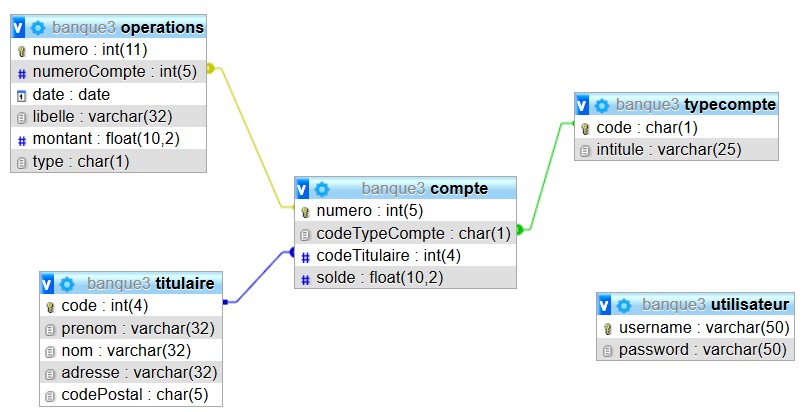 v banque3 operations
numero : int(11)
# numeroCompte : int(5)
1 date : date
libelle : varchar(32)
# montant : float(10,2)
type : char(1)
v banque3 typecompte
code : char(1)
intitule : varchar(25)
v banque3 compte
numero : int(5)
codeTypeCompte : char(1)
# codeTitulaire : int(4)
# solde : float(10,2)
v banque3 titulaire
code : int(4)
prenom : varchar(32)
nom : varchar(32)
adresse : varchar(32)
codePostal : char(5)
v banque3 utilisateur
username : varchar(50)
password : varchar(50)